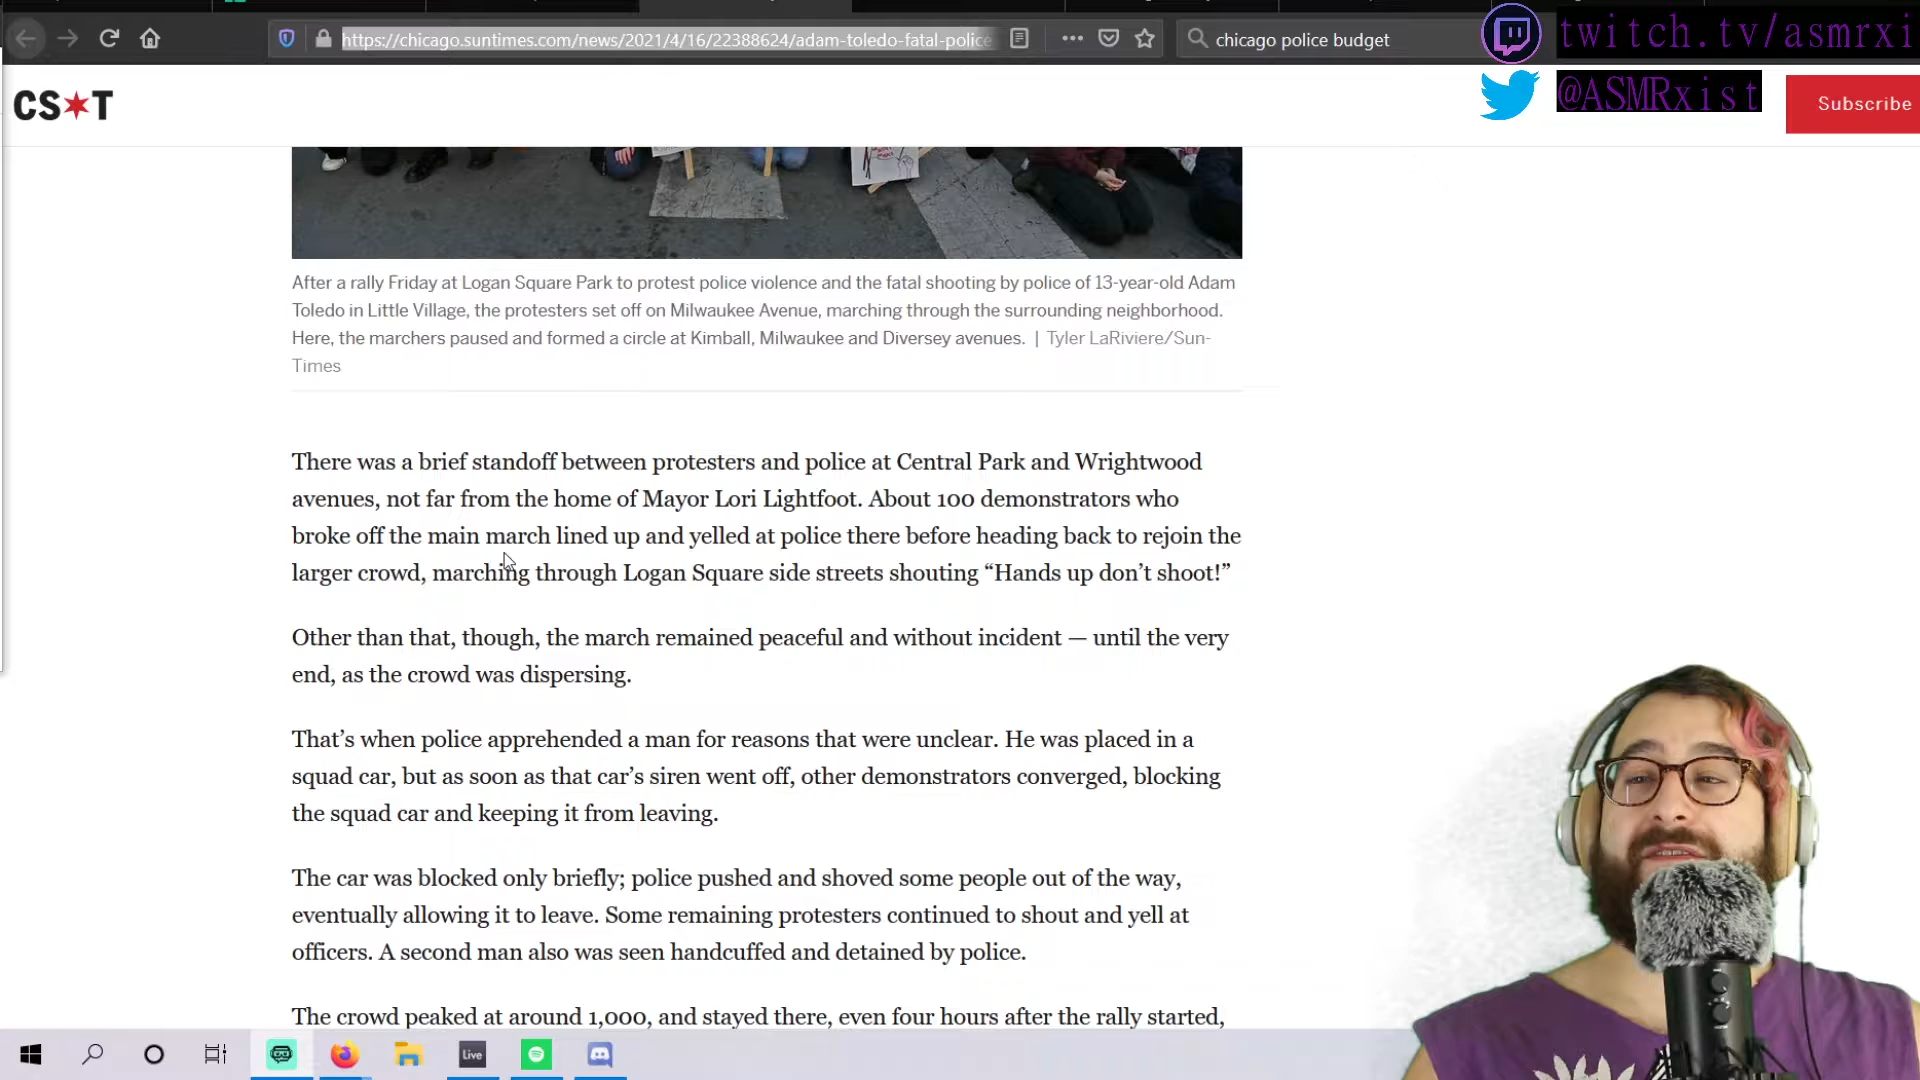 https://chicago.suntimes.com/news/2021/4/16/22388624/adam-toledo-fatal-police
chicago police budget
twitch.tv/asmrxi
@ASMRxist
CS T
Subscribe
After a rally Friday at Logan Square Park to protest police violence and the fatal shooting by police of 13-year-old Adam
Toledo in Little Village, the protesters set off on Milwaukee Avenue, marching through the surrounding neighborhood.
Here, the marchers paused and formed a circle at Kimball, Milwaukee and Diversey avenues. | Tyler LaRiviere/Sun-
Times
There was a brief standoff between protesters and police at Central Park and Wrightwood
avenues, not far from the home of Mayor Lori Lightfoot. About 100 demonstrators who
broke off the main march lined up and yelled at police there before heading back to rejoin the
larger crowd, marching through Logan Square side streets shouting “Hands up don’t shoot!”
Other than that, though, the march remained peaceful and without incident — until the very
end, as the crowd was dispersing.
That’s when police apprehended a man for reasons that were unclear. He was placed in a
squad car, but as soon as that car’s siren went off, other demonstrators converged, blocking
the squad car and keeping it from leaving.
The car was blocked only briefly; police pushed and shoved some people out of the way,
eventually allowing it to leave. Some remaining protesters continued to shout and yell at
officers. A second man also was seen handcuffed and detained by police.
The crowd peaked at around 1,000, and stayed there, even four hours after the rally started,
Live